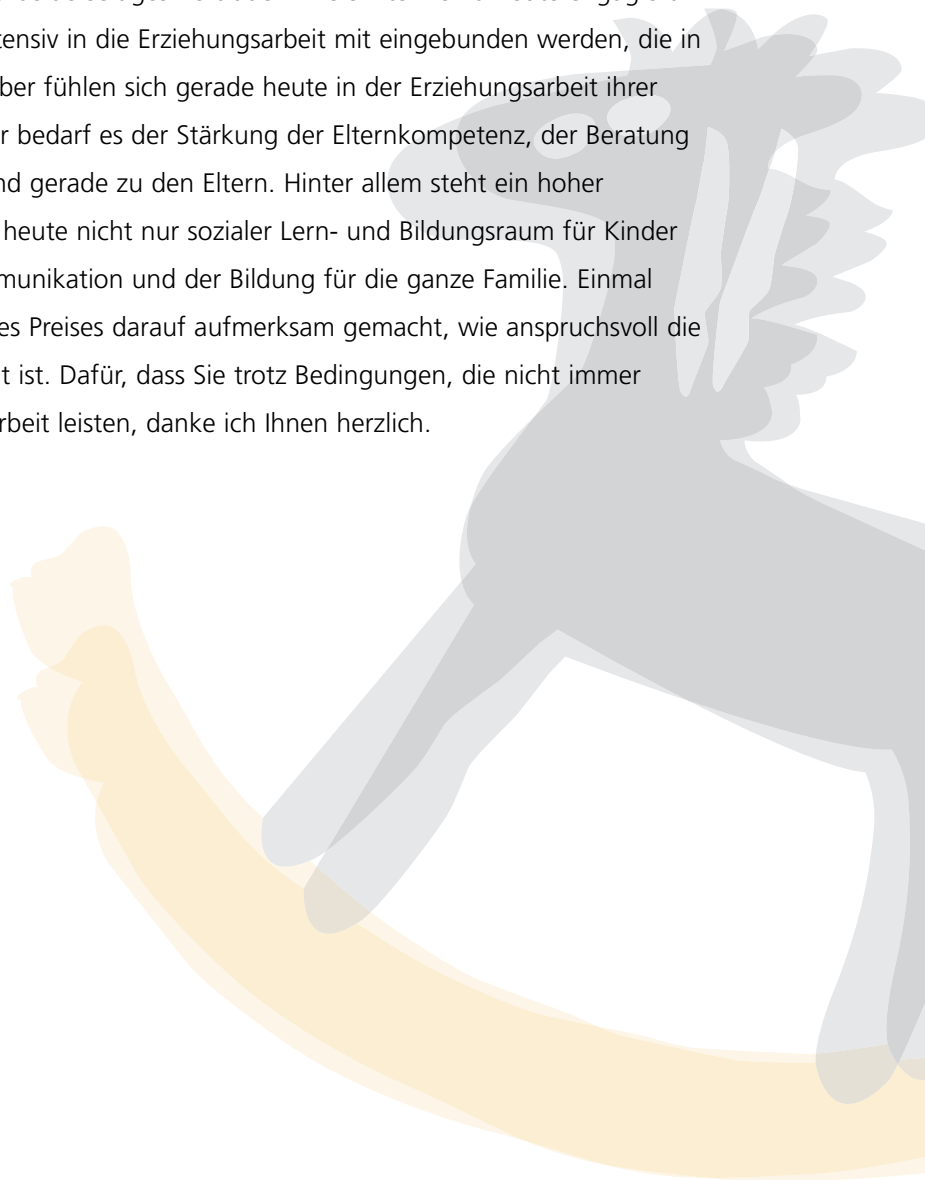 tensiv in die Erziehungsarbeit mit eingebunden werden, die in
ber fühlen sich gerade heute in der Erziehungsarbeit ihrer
r bedarf es der Stärkung der Elternkompetenz, der Beratung
nd gerade zu den Eltern. Hinter allem steht ein hoher
heute nicht nur sozialer Lern- und Bildungsraum für Kinder
munikation und der Bildung für die ganze Familie. Einmal
es Preises darauf aufmerksam gemacht, wie anspruchsvoll die
t ist. Dafür, dass Sie trotz Bedingungen, die nicht immer
rbeit leisten, danke ich Ihnen herzlich.